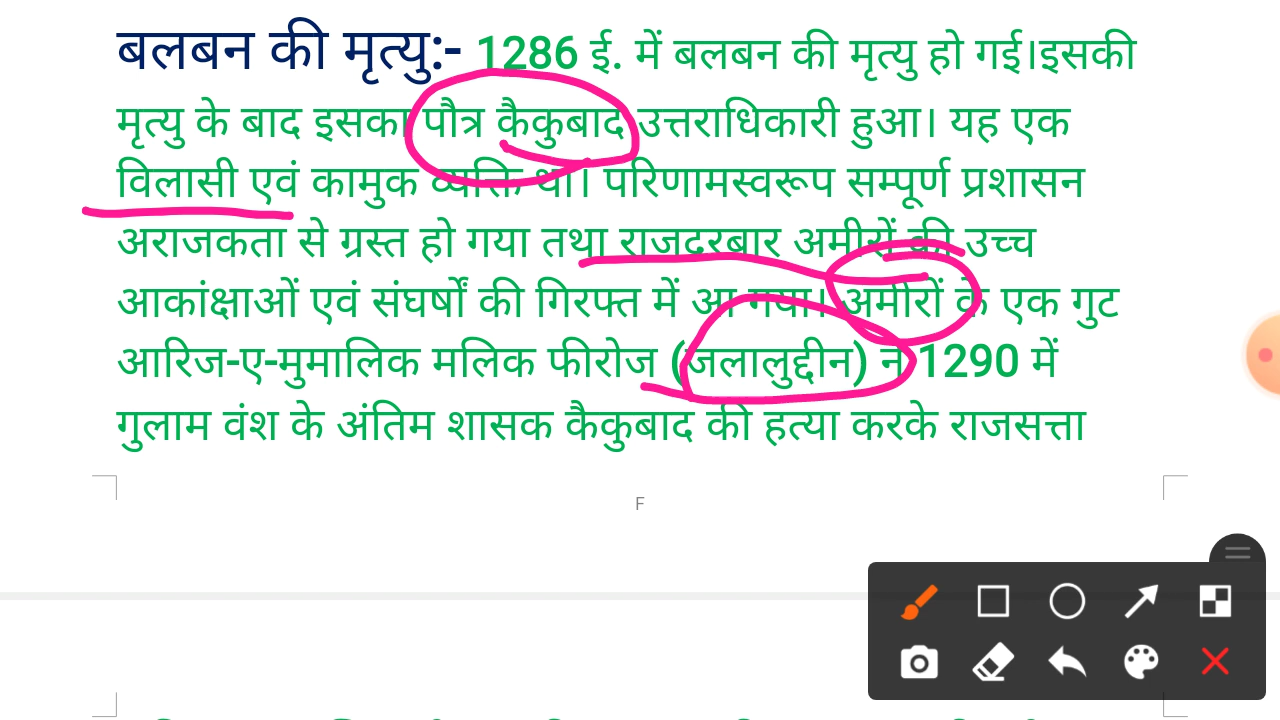 बलबन की मृत्यु:- 1286 ई. में बलबन की मृत्यु हो गई।इसकी
मृत्यु के बाद इसका पौत्र कैकुबाद उत्तराधिकारी हुआ। यह एक
विलासी एवं कामुक व्यक्ति था। परिणामस्वरूप सम्पूर्ण प्रशासन
अराजकता से ग्रस्त हो गया तथा राजदरबार अमीरों की उच्च
आकांक्षाओं एवं संघर्षों की गिरफ्त में आ गया। अमीरों के एक गुट
आरिज-ए-मुमालिक मलिक फीरोज (जलालुद्दीन) ने 1290 में
गुलाम वंश के अंतिम शासक कैकुबाद की हत्या करके राजसत्ता
F